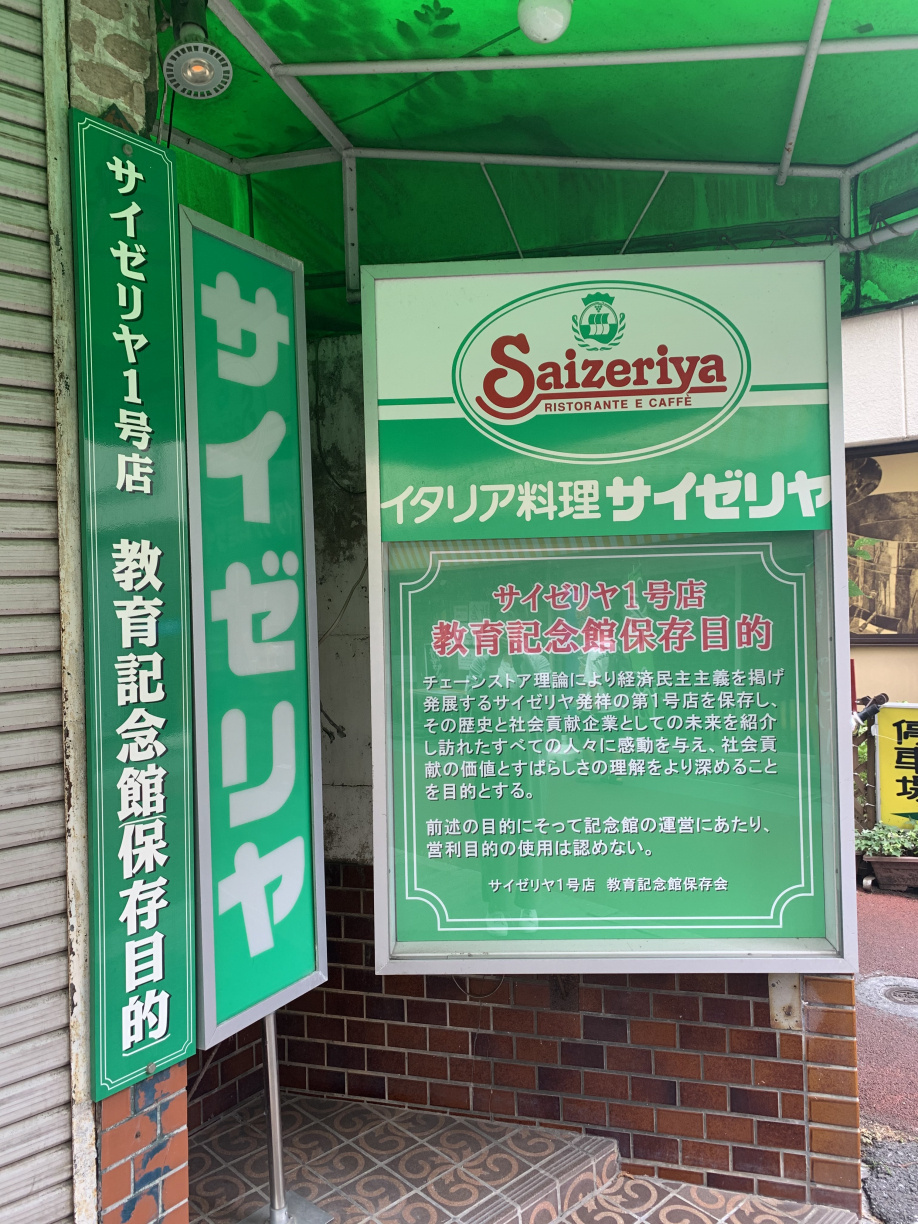 サイゼリヤ1号店 教育記念館保存目的
サイゼリヤ
Saizeriya
RISTORANTE E CAFFÈ
イタリア料理 サイゼリヤ
サイゼリヤ1号店
教育記念館保存目的
チェーンストア理論により経済民主主義を掲げ
発展するサイゼリヤ発祥の第1号店を保存し、
その歴史と社会貢献企業としての未来を紹介
し訪れたすべての人々に感動を与え、社会貢
献の価値とすばらしさの理解をより深めること
を目的とする。
前述の目的にそって記念館の運営にあたり、
営利目的の使用は認めない。
サイゼリヤ1号店 教育記念館保存会
停車場